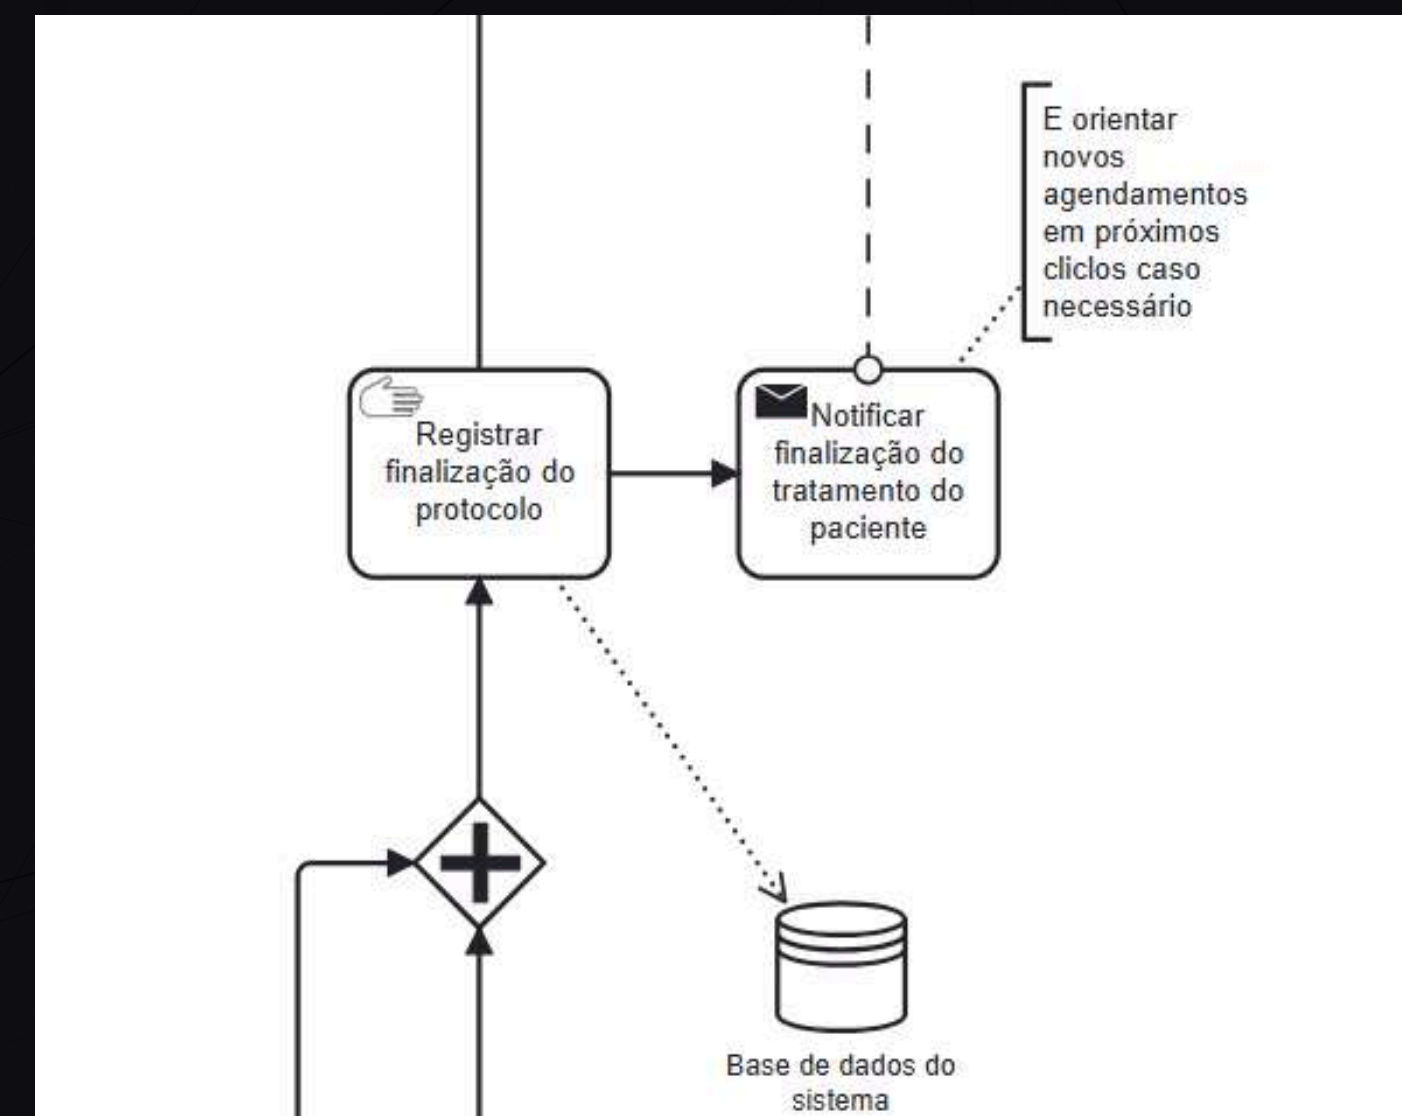 E orientar
novos
agendamentos
em próximos
cliclos caso
necessário
Registrar
finalização do
protocolo
Notificar
finalização do
tratamento do
paciente
Base de dados do
sistema